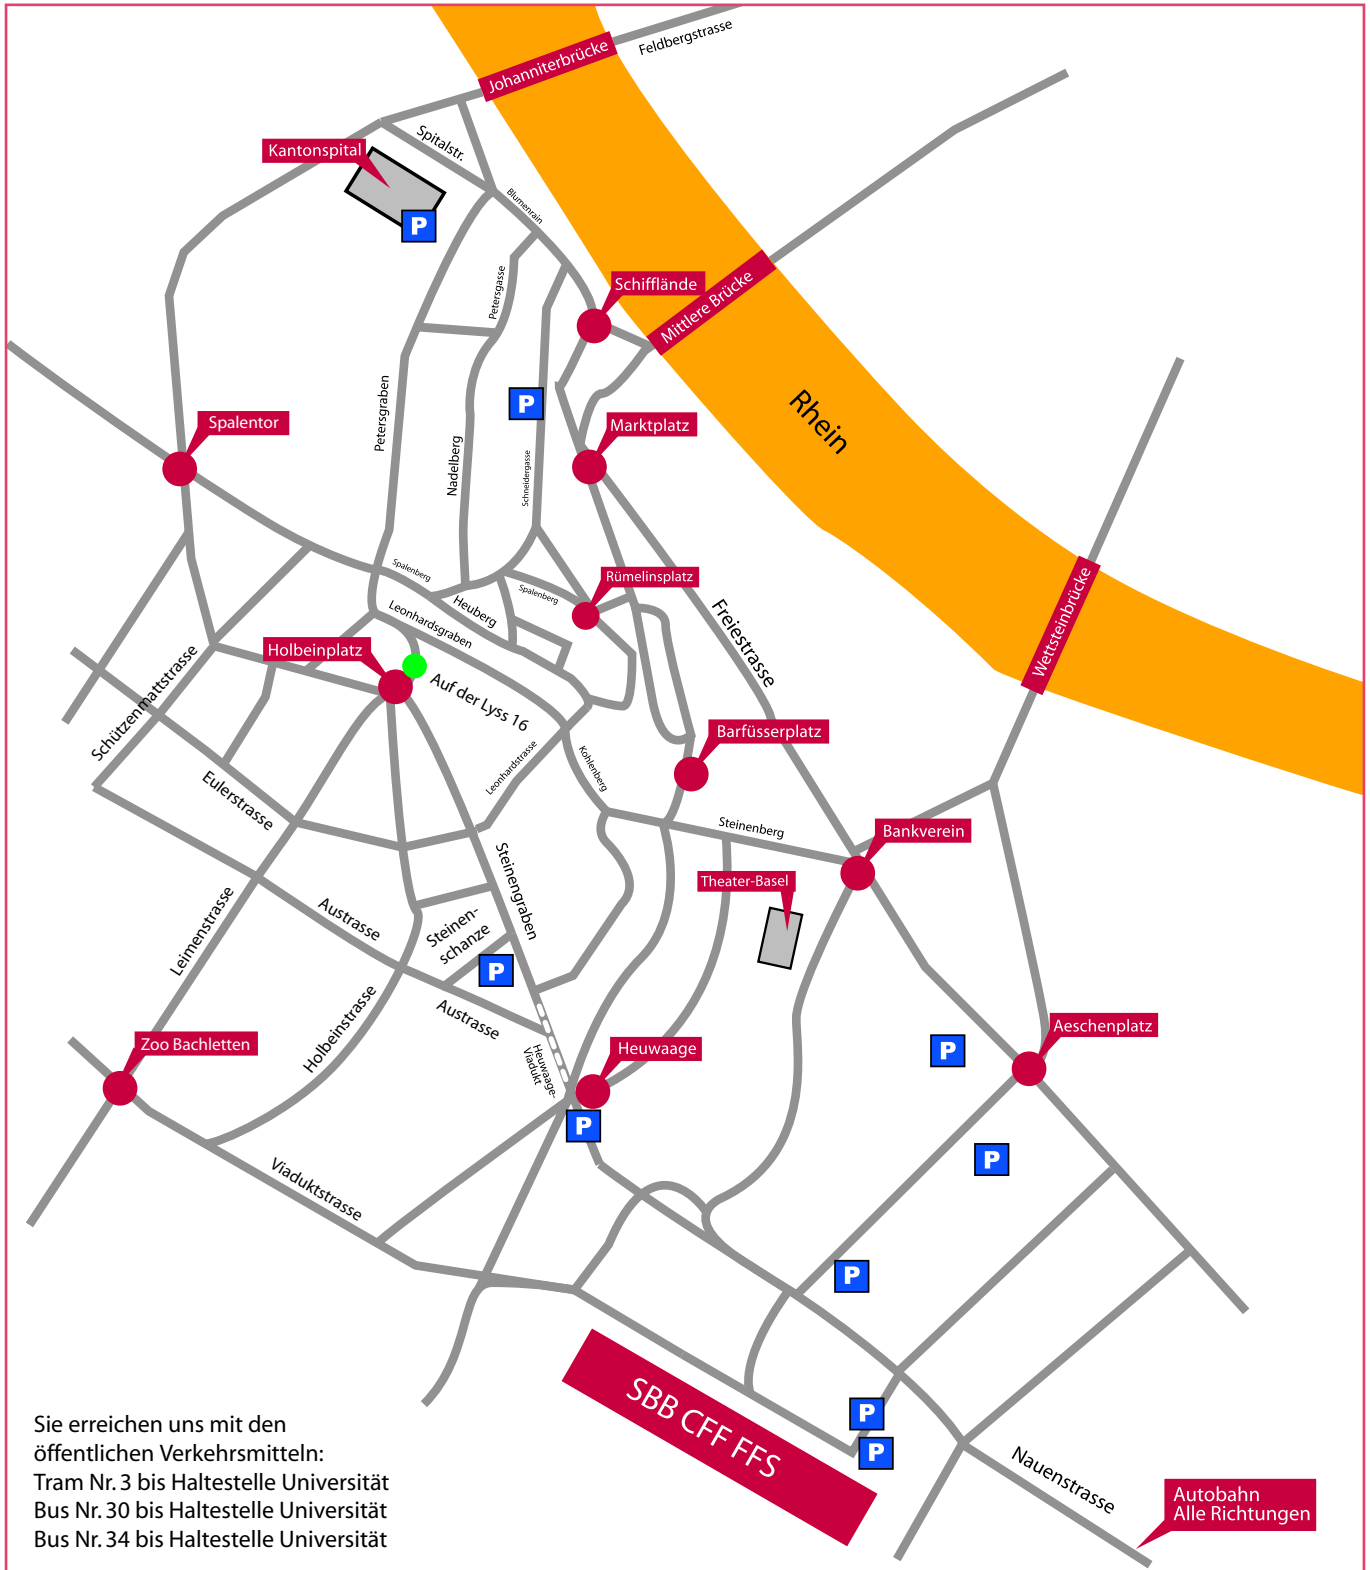 Johanniterbrücke
Feldbergstrasse
Spitalstr.
Kantonspital
P
Blumenrain
Petersgasse
Schifflände
Mittlere Brücke
Rhein
Petersgraben
P
Spalentor
Marktplatz
Nadelberg
Schneidergasse
Spalenberg
Spalenberg
Rümelinsplatz
Heuberg
Leonhardsgraben
Freiestrasse
Wettsteinbrücke
Holbeinplatz
Auf der Lyss 16
Schützenmattstrasse
Barfüsserplatz
Leonhardstrasse
Kohlenberg
Eulerstrasse
Steinenberg
Bankverein
Theater-Basel
Steinengraben
Leimenstrasse
Austrasse
Steinen-
schanze
P
Holbeinstrasse
Austrasse
Heuwaage-
Viadukt
Zoo Bachletten
Heuwaage
P
Aeschenplatz
P
P
Viaduktstrasse
P
SBB CFF FFS
P
P
Nauenstrasse
Autobahn
Alle Richtungen
Sie erreichen uns mit den
öffentlichen Verkehrsmitteln:
Tram Nr. 3 bis Haltestelle Universität
Bus Nr. 30 bis Haltestelle Universität
Bus Nr. 34 bis Haltestelle Universität